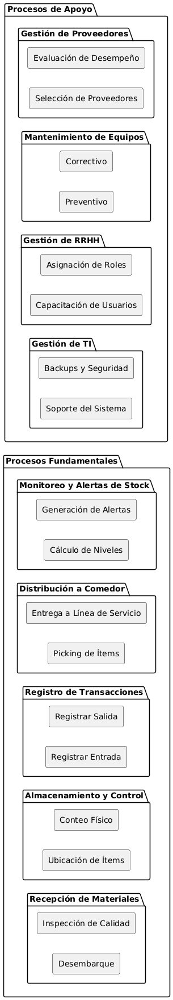 Procesos de Apoyo
Gestión de Proveedores
Evaluación de Desempeño
Selección de Proveedores
Mantenimiento de Equipos
Correctivo
Preventivo
Gestión de RRHH
Asignación de Roles
Capacitación de Usuarios
Gestión de TI
Backups y Seguridad
Soporte del Sistema
Procesos Fundamentales
Monitoreo y Alertas de Stock
Generación de Alertas
Cálculo de Niveles
Distribución a Comedor
Entrega a Línea de Servicio
Picking de Ítems
Registro de Transacciones
Registrar Salida
Registrar Entrada
Almacenamiento y Control
Conteo Físico
Ubicación de Ítems
Recepción de Materiales
Inspección de Calidad
Desembarque